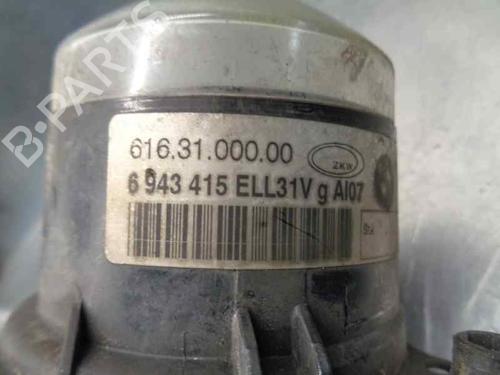 B-PARTS
616.31.000.00
ZKW
6 943 415 ELL31V g AI07